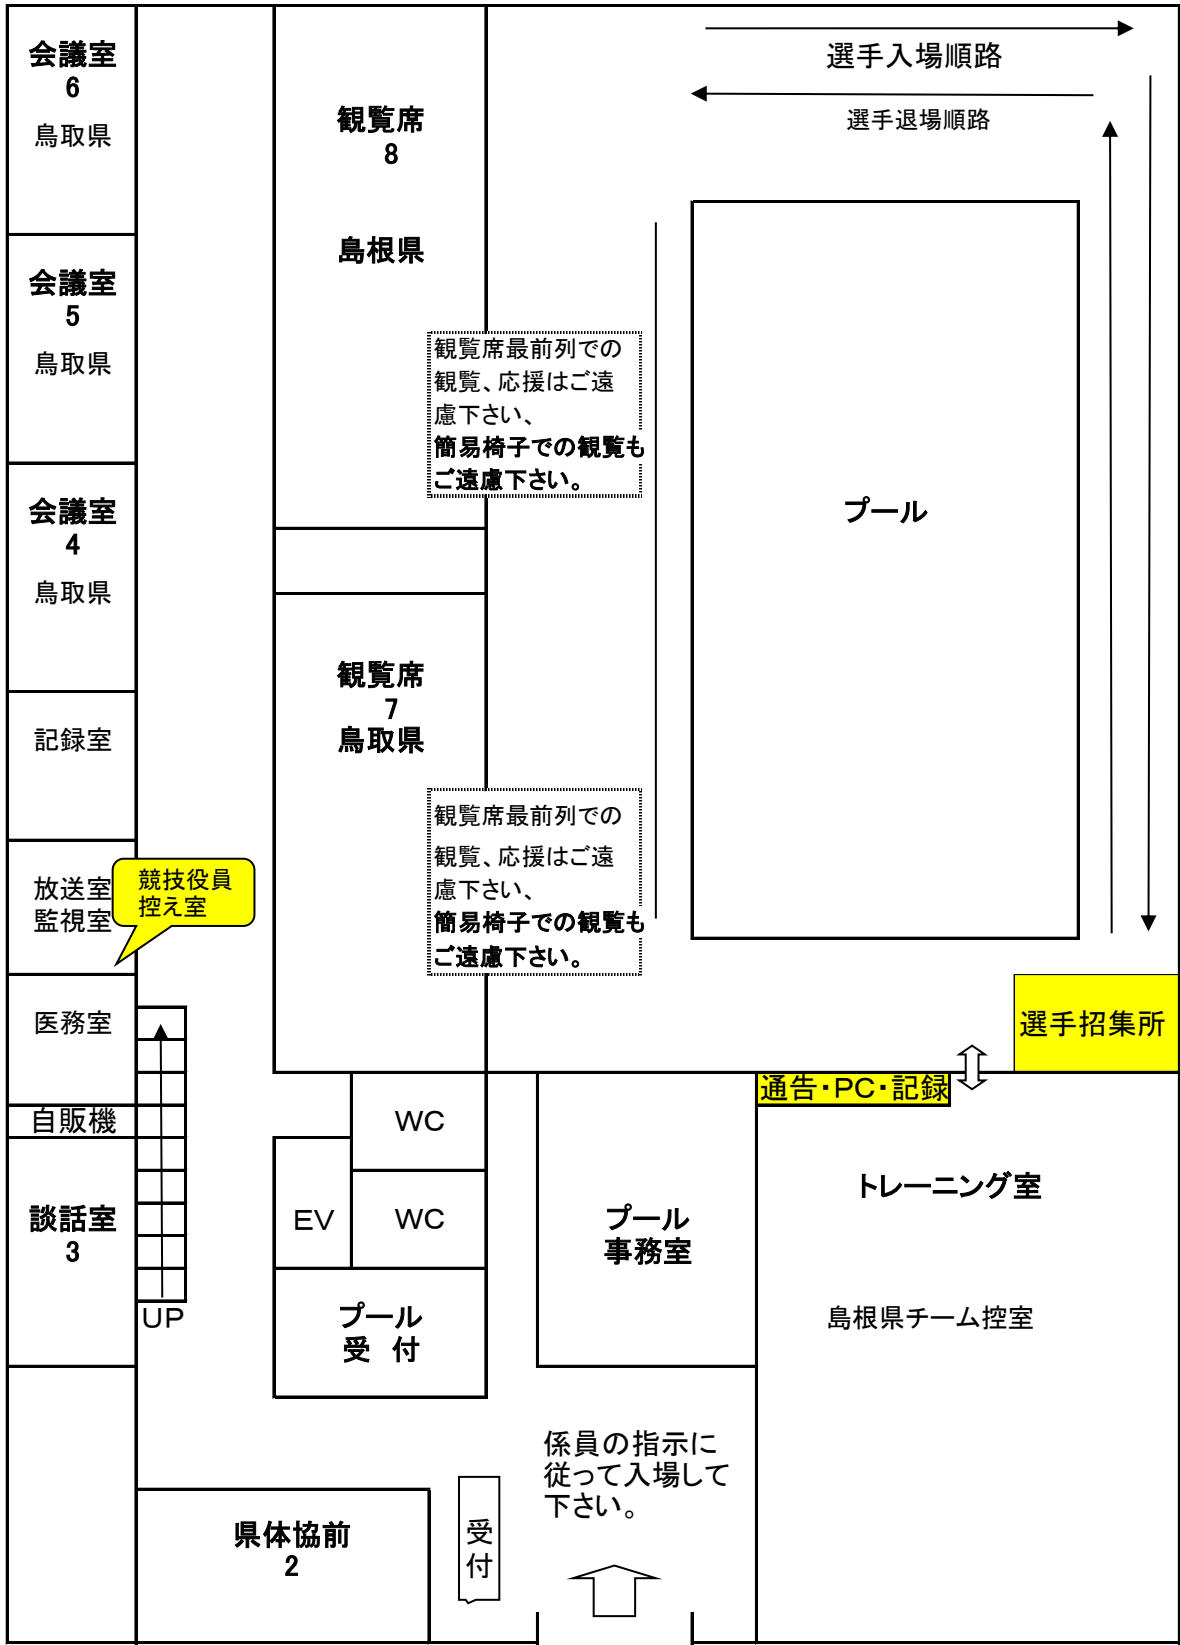 会議室
6
鳥取県
会議室
5
鳥取県
会議室
4
鳥取県
記録室
放送室
監視室
競技役員
控え室
医務室
自販機
談話室
3
UP
観覧席
8
島根県
観覧席最前列での
観覧、応援はご遠
慮下さい、
簡易椅子での観覧も
ご遠慮下さい。
観覧席
7
鳥取県
観覧席最前列での
観覧、応援はご遠
慮下さい、
簡易椅子での観覧も
ご遠慮下さい。
選手入場順路
選手退場順路
プール
選手招集所
通告・PC・記録
WC
EV
WC
プール
受 付
プール
事務室
トレーニング室
島根県チーム控室
係員の指示に
従って入場して
下さい。
県体協前
2
受
付